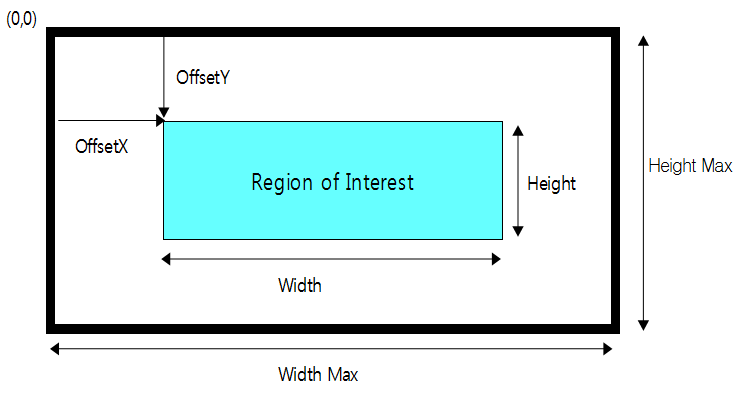 (0,0)
OffsetY
OffsetX
Region of Interest
Height
Height Max
Width
Width Max